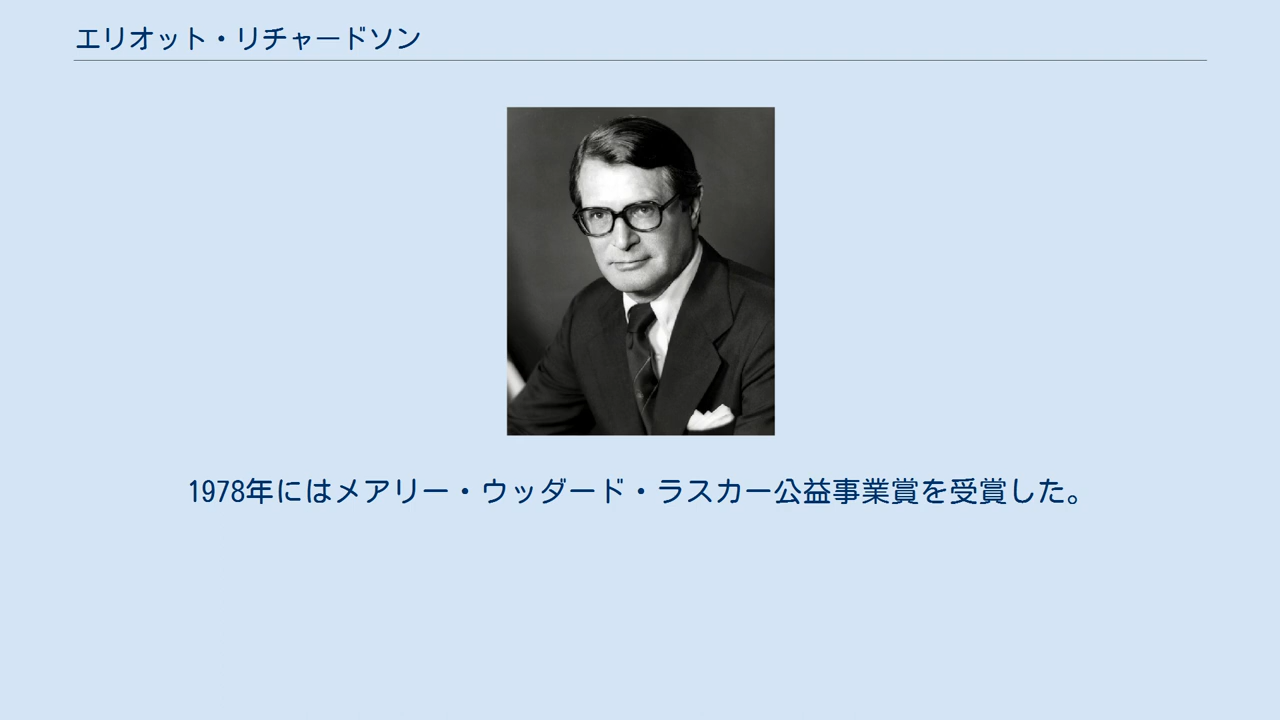 エリオット・リチャードソン
1978年にはメアリー・ウッダード・ラスカー公益事業賞を受賞した。